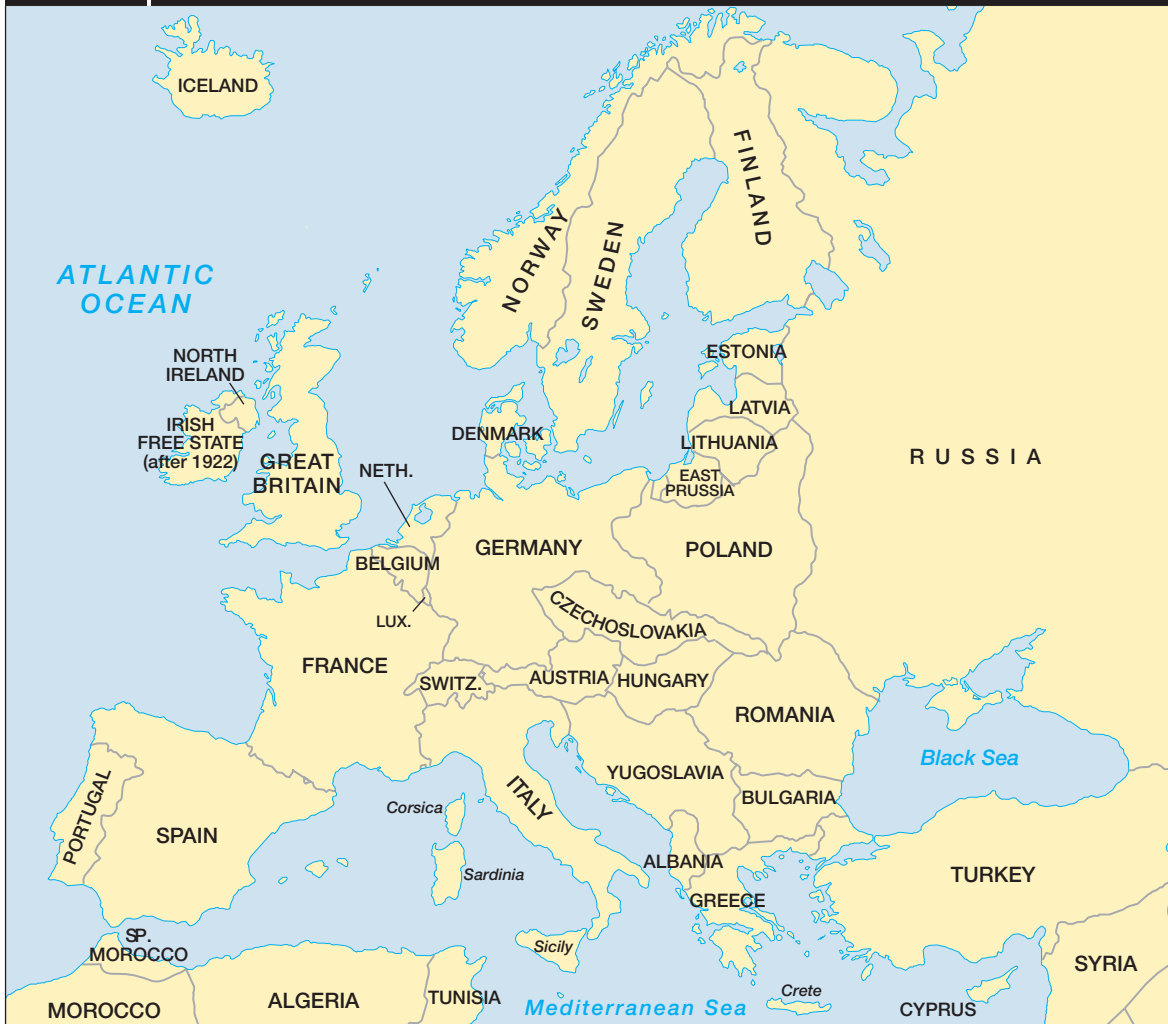 ICELAND
FINLAND
NORWAY
SWEDEN
ATLANTIC
OCEAN
NORTH
IRELAND
ESTONIA
LATVIA
IRISH
FREE STATE
(after 1922)
DENMARK
LITHUANIA
GREAT
BRITAIN
NETH.
EAST
PRUSSIA
RUSSIA
GERMANY
POLAND
BELGIUM
LUX.
CZECHOSLOVAKIA
FRANCE
SWITZ.
AUSTRIA
HUNGARY
ROMANIA
Black Sea
YUGOSLAVIA
BULGARIA
ITALY
Corsica
PORTUGAL
SPAIN
ALBANIA
Sardinia
TURKEY
GREECE
SP.
MOROCCO
Sicily
SYRIA
Crete
MOROCCO
ALGERIA
TUNISIA
Mediterranean Sea
CYPRUS